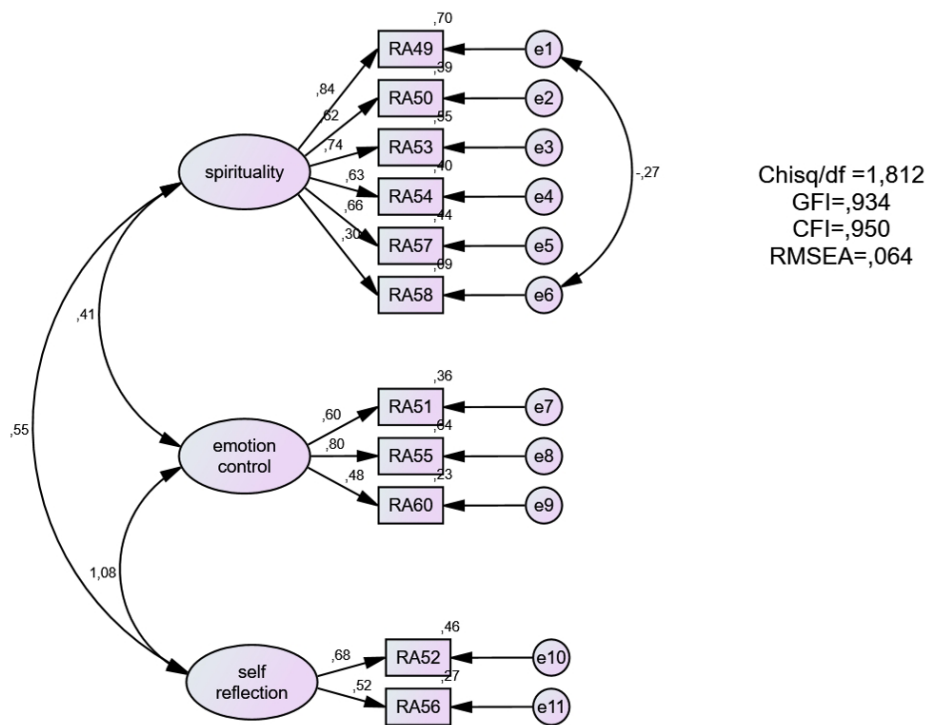 ,70
RA49
e1
,84
,39
RA50
e2
,62
,55
RA53
e3
,74
,40
RA54
e4
,63
,44
RA57
e5
,66
,09
RA58
e6
,30
-,27
spirituality
Chisq/df =1,812
GFI=,934
CFI=,950
RMSEA=,064
,41
,55
,36
RA51
e7
,60
,64
RA55
e8
,80
,23
RA60
e9
,48
emotion
control
1,08
,46
RA52
e10
,68
,27
RA56
e11
,52
self
reflection